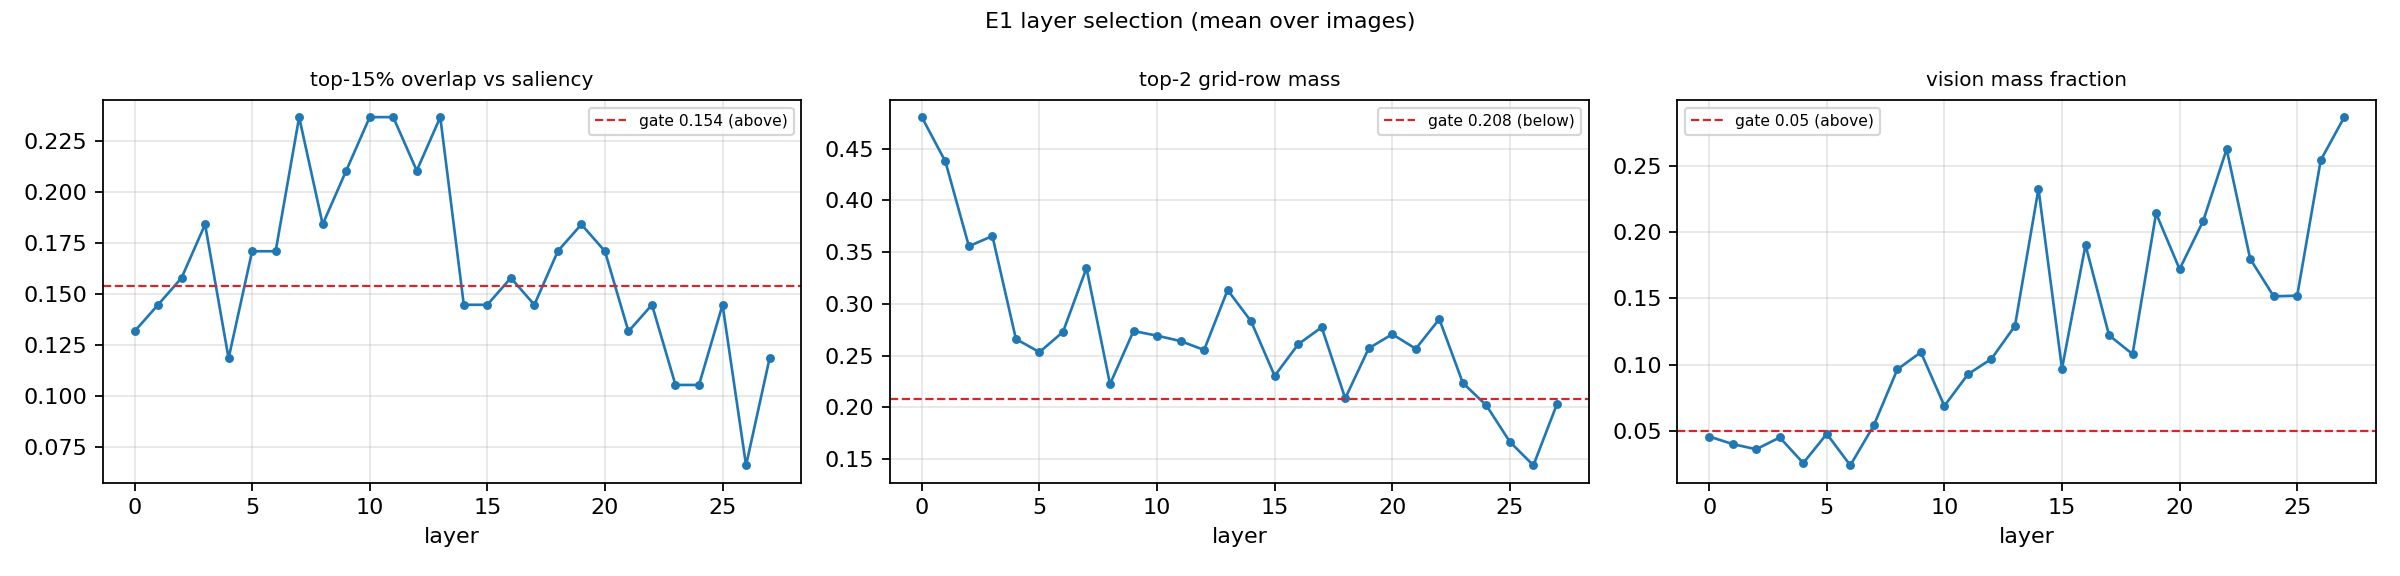 E1 layer selection (mean over images)
top-15% overlap vs saliency
gate 0.154 (above)
0.225
0.200
0.175
0.150
0.125
0.100
0.075
0 5 10 15 20 25
layer
top-2 grid-row mass
gate 0.208 (below)
0.45
0.40
0.35
0.30
0.25
0.20
0.15
0 5 10 15 20 25
layer
vision mass fraction
gate 0.05 (above)
0.25
0.20
0.15
0.10
0.05
0 5 10 15 20 25
layer